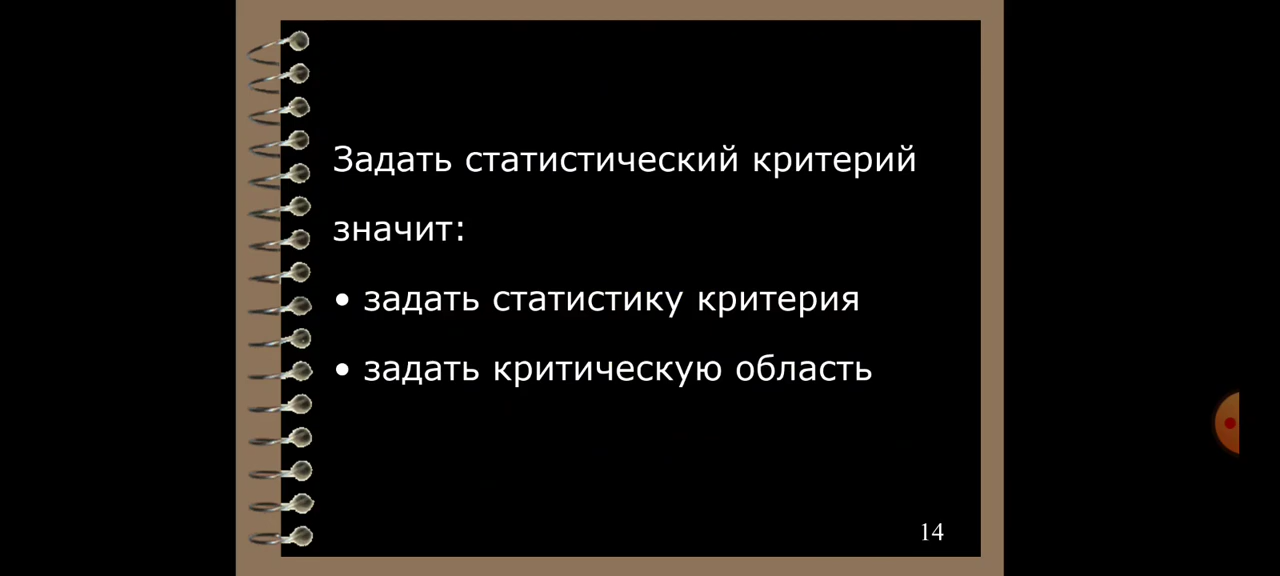 Задать статистический критерий
значит:
• задать статистику критерия
• задать критическую область
14